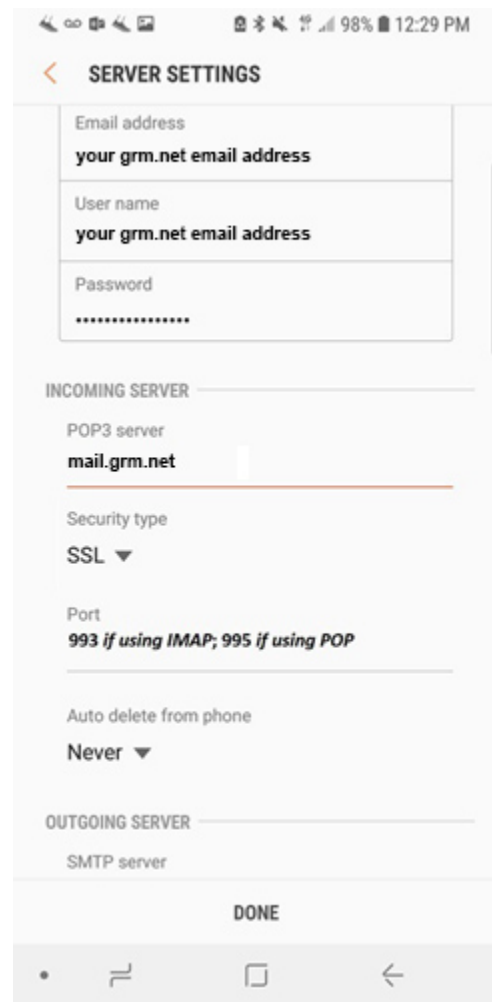 98% 12:29 PM
SERVER SETTINGS
Email address
your grm.net email address
User name
your grm.net email address
Password
••••••••••••••••
INCOMING SERVER
POP3 server
mail.grm.net
Security type
SSL
Port
993 if using IMAP; 995 if using POP
Auto delete from phone
Never
OUTGOING SERVER
SMTP server
DONE